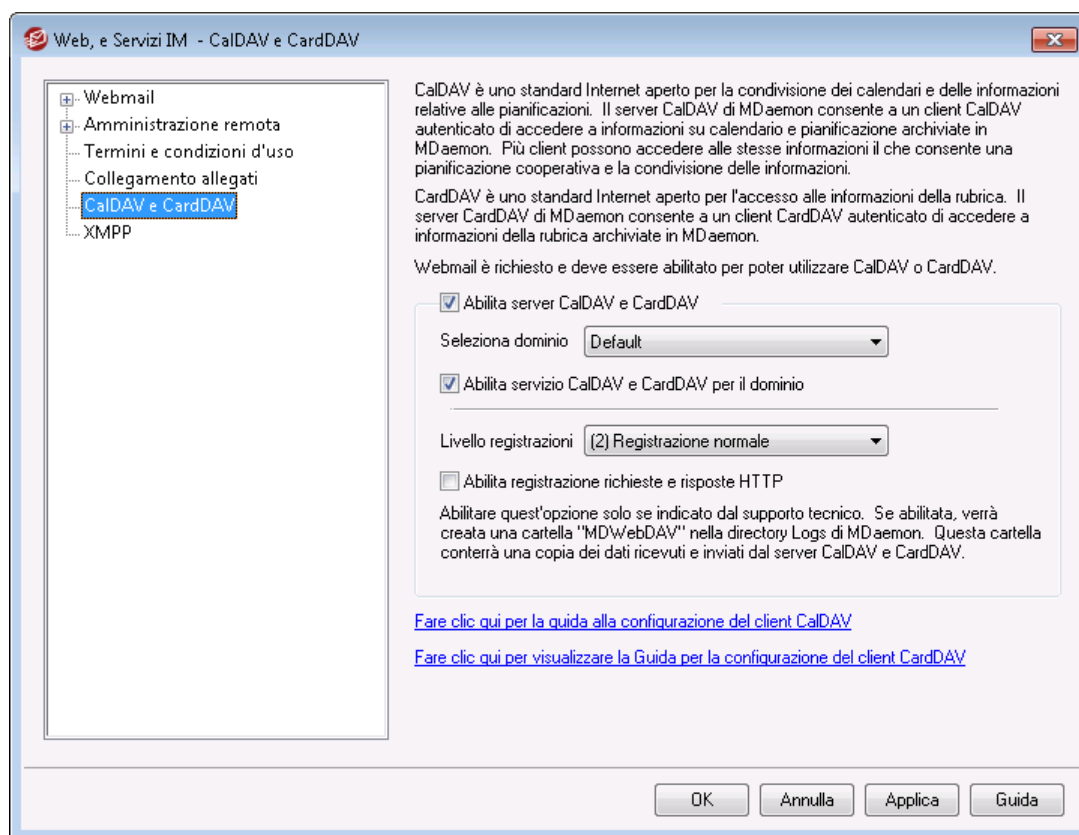 Web, e Servizi IM - CalDAV e CardDAV
Webmail
Amministrazione remota
Termini e condizioni d'uso
Collegamento allegati
CalDAV e CardDAV
XMPP
CalDAV è uno standard Internet aperto per la condivisione dei calendari e delle informazioni
relative alle pianificazioni. Il server CalDAV di MDaemon consente a un client CalDAV
autenticato di accedere a informazioni su calendario e pianificazione archiviate in
MDaemon. Più client possono accedere alle stesse informazioni il che consente una
pianificazione cooperativa e la condivisione delle informazioni.
CardDAV è uno standard Internet aperto per l'accesso alle informazioni della rubrica. Il
server CardDAV di MDaemon consente a un client CardDAV autenticato di accedere a
informazioni della rubrica archiviate in MDaemon.
Webmail è richiesto e deve essere abilitato per poter utilizzare CalDAV o CardDAV.
Abilita server CalDAV e CardDAV
Seleziona dominio Default
Abilita servizio CalDAV e CardDAV per il dominio
Livello registrazioni (2) Registrazione normale
Abilita registrazione richieste e risposte HTTP
Abilitare quest'opzione solo se indicato dal supporto tecnico. Se abilitata, verrà
creata una cartella "MDWebDAV" nella directory Logs di MDaemon. Questa cartella
conterrà una copia dei dati ricevuti e inviati dal server CalDAV e CardDAV.
Fare clic qui per la guida alla configurazione del client CalDAV
Fare clic qui per visualizzare la Guida per la configurazione del client CardDAV
OK Annulla Applica Guida